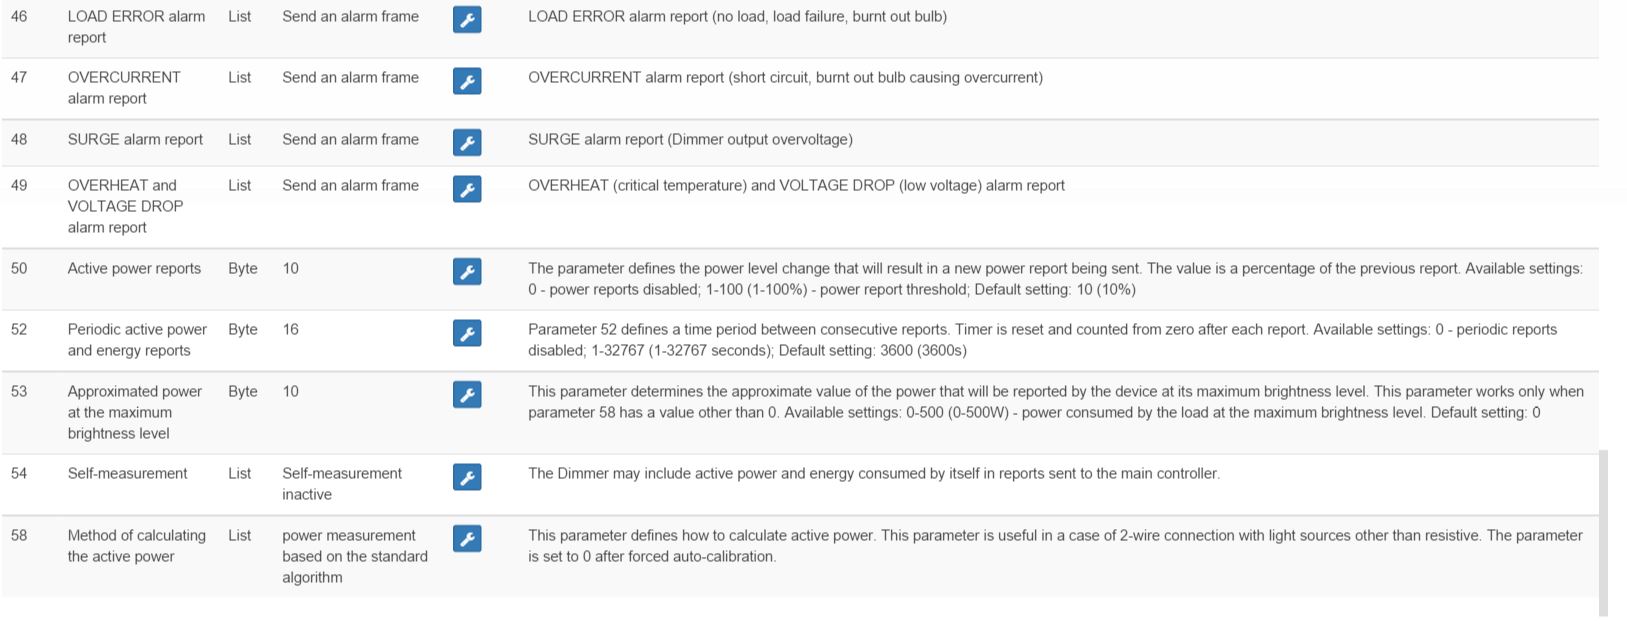 46 LOAD ERROR alarm List Send an alarm frame LOAD ERROR alarm report (no load, load failure, burnt out bulb)
report
47 OVERCURRENT List Send an alarm frame OVERCURRENT alarm report (short circuit, burnt out bulb causing overcurrent)
alarm report
48 SURGE alarm report List Send an alarm frame SURGE alarm report (Dimmer output overvoltage)
49 OVERHEAT and List Send an alarm frame OVERHEAT (critical temperature) and VOLTAGE DROP (low voltage) alarm report
VOLTAGE DROP
alarm report
50 Active power reports Byte 10 The parameter defines the power level change that will result in a new power report being sent. The value is a percentage of the previous report. Available settings:
0 - power reports disabled; 1-100 (1-100%) - power report threshold; Default setting: 10 (10%)
52 Periodic active power Byte 16 Parameter 52 defines a time period between consecutive reports. Timer is reset and counted from zero after each report. Available settings: 0 - periodic reports
and energy reports disabled; 1-32767 (1-32767 seconds); Default setting: 3600 (3600s)
53 Approximated power Byte 10 This parameter determines the approximate value of the power that will be reported by the device at its maximum brightness level. This parameter works only when
at the maximum parameter 58 has a value other than 0. Available settings: 0-500 (0-500W) - power consumed by the load at the maximum brightness level. Default setting: 0
brightness level
54 Self-measurement List Self-measurement The Dimmer may include active power and energy consumed by itself in reports sent to the main controller.
inactive
58 Method of calculating List power measurement This parameter defines how to calculate active power. This parameter is useful in a case of 2-wire connection with light sources other than resistive. The parameter
the active power based on the standard is set to 0 after forced auto-calibration.
algorithm